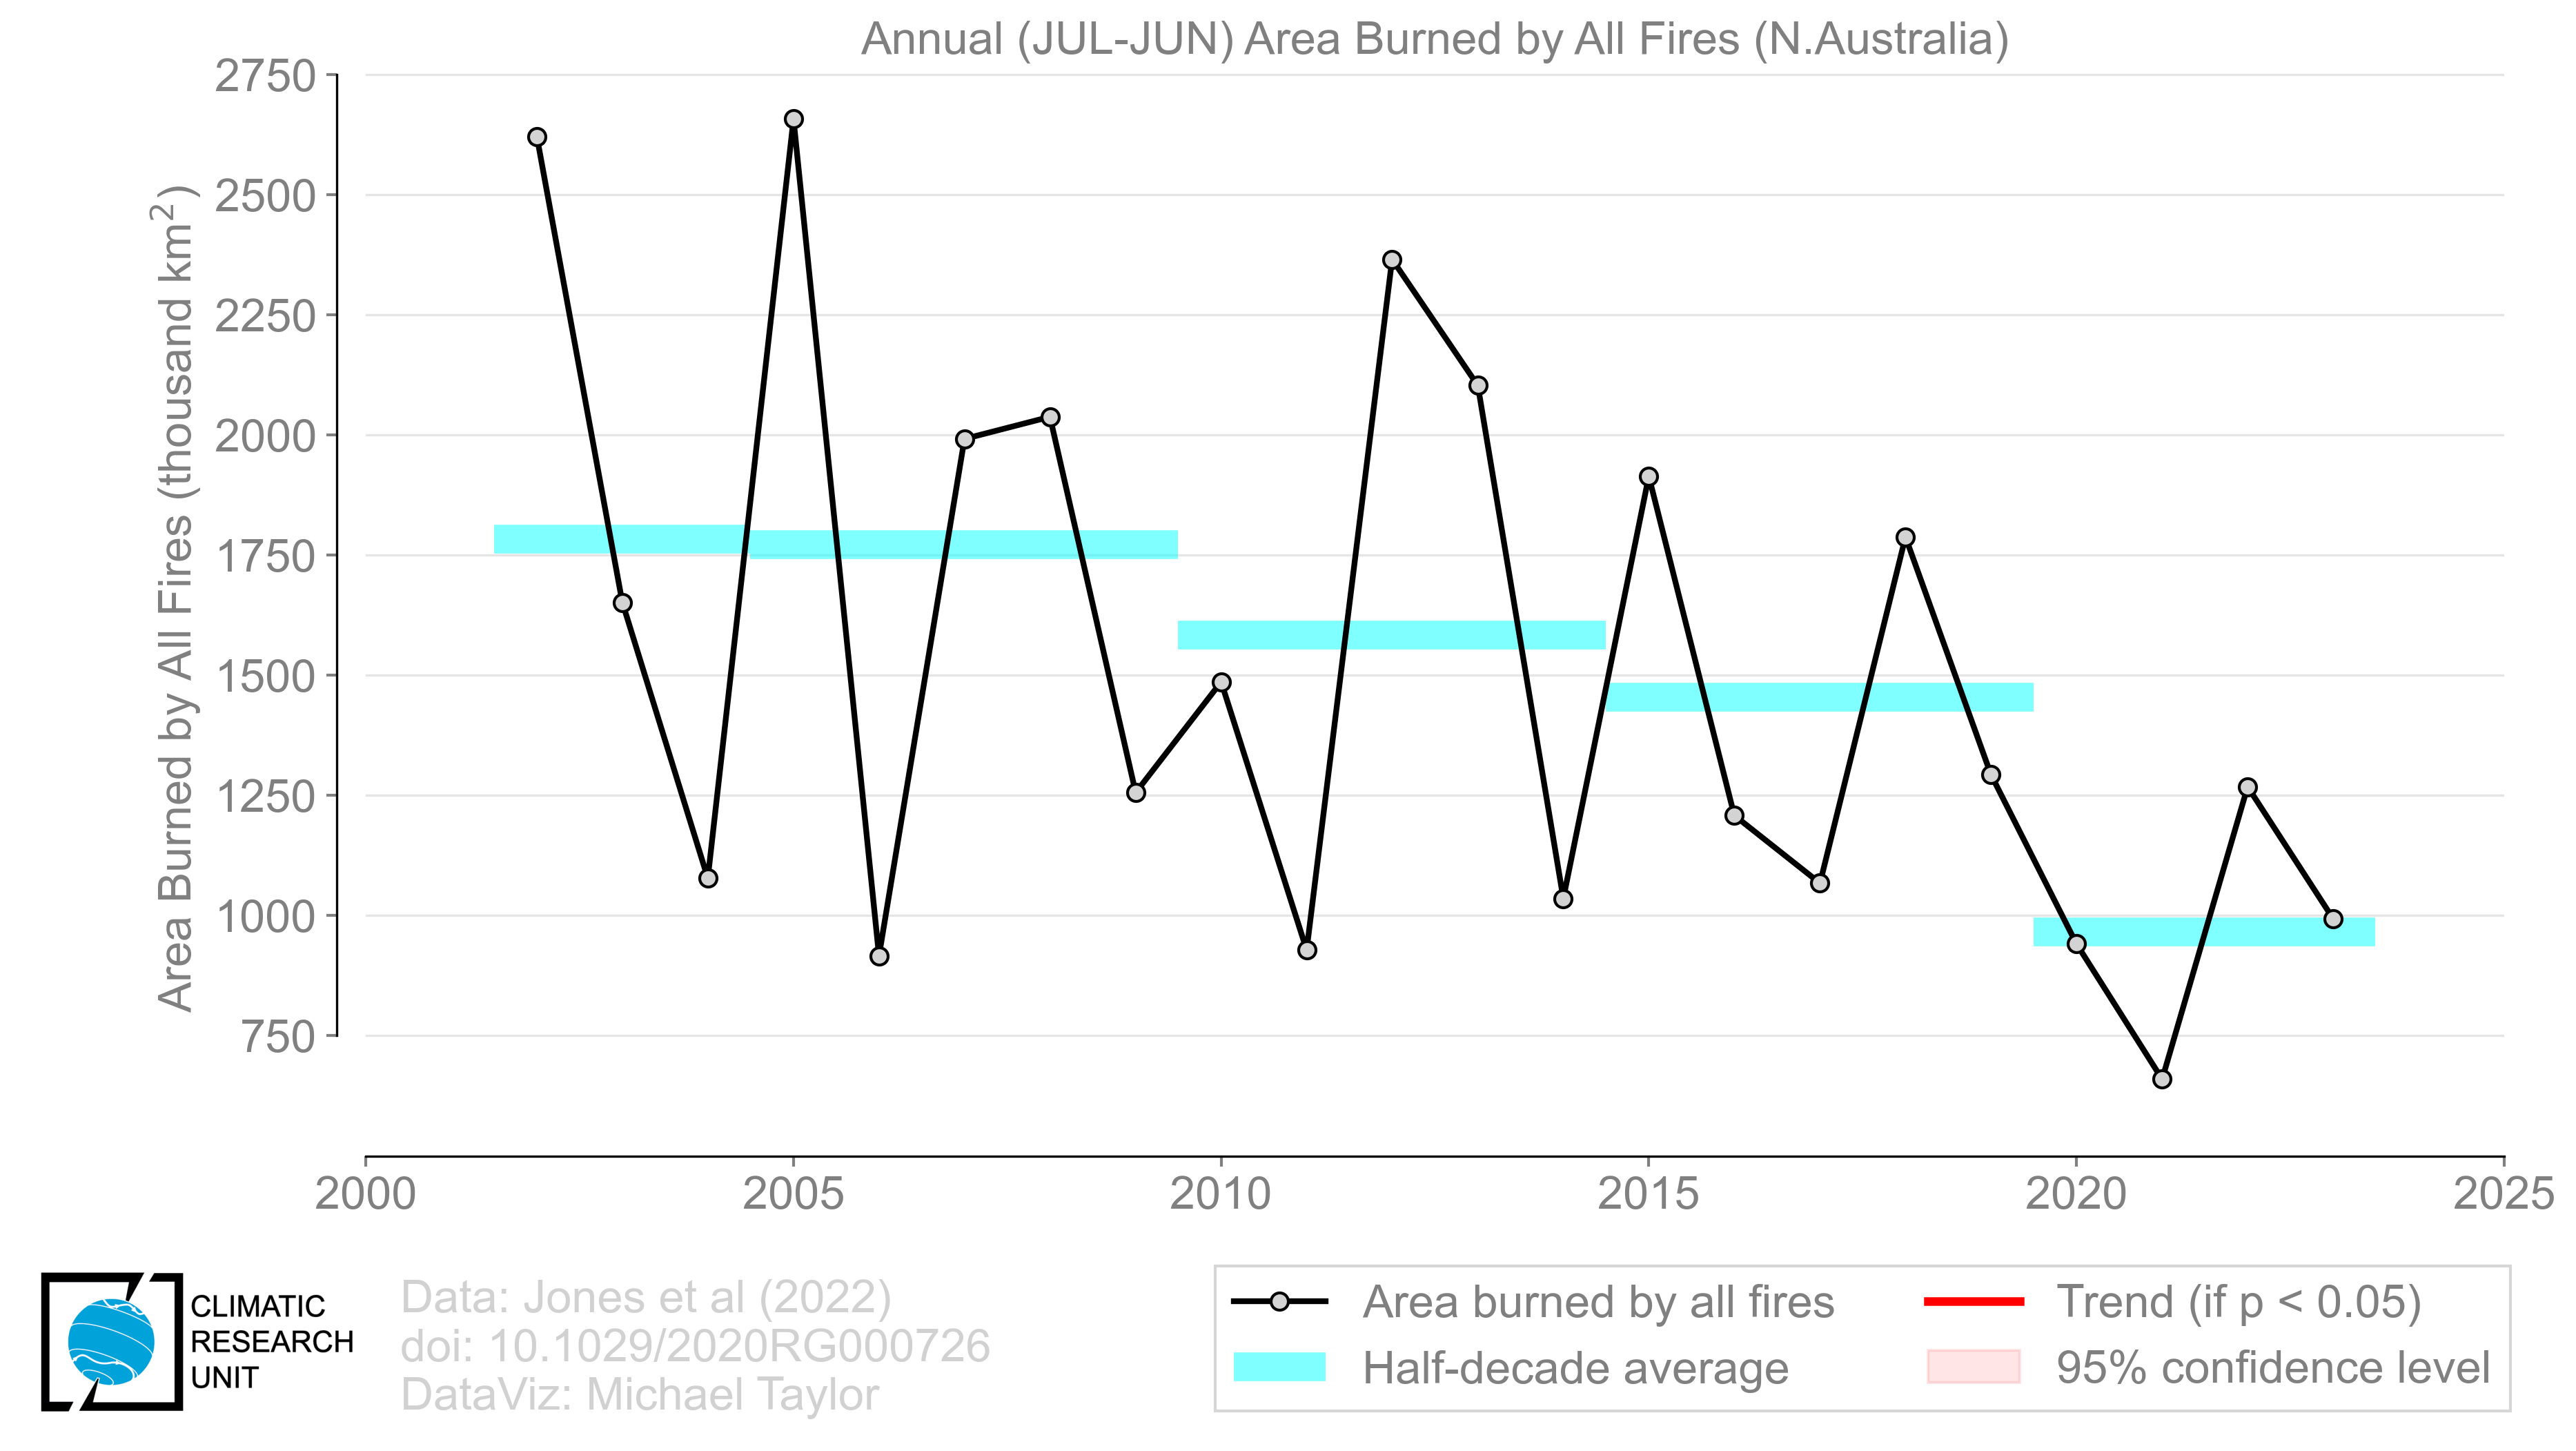 Annual (JUL-JUN) Area Burned by All Fires (N.Australia)
Area Burned by All Fires (thousand km²)
2750
2500
2250
2000
1750
1500
1250
1000
750
2000 2005 2010 2015 2020 2025
CLIMATIC
RESEARCH
UNIT
Data: Jones et al (2022)
doi: 10.1029/2020RG000726
DataViz: Michael Taylor
Area burned by all fires
Half-decade average
Trend (if p < 0.05)
95% confidence level